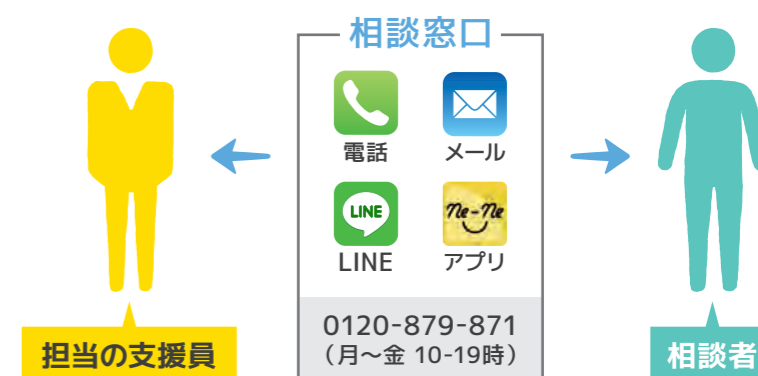 相談窓口
電話
メール
LINE
LINE
ne-ne
アプリ
0120-879-871
（月〜金 10-19時）
担当の支援員
相談者